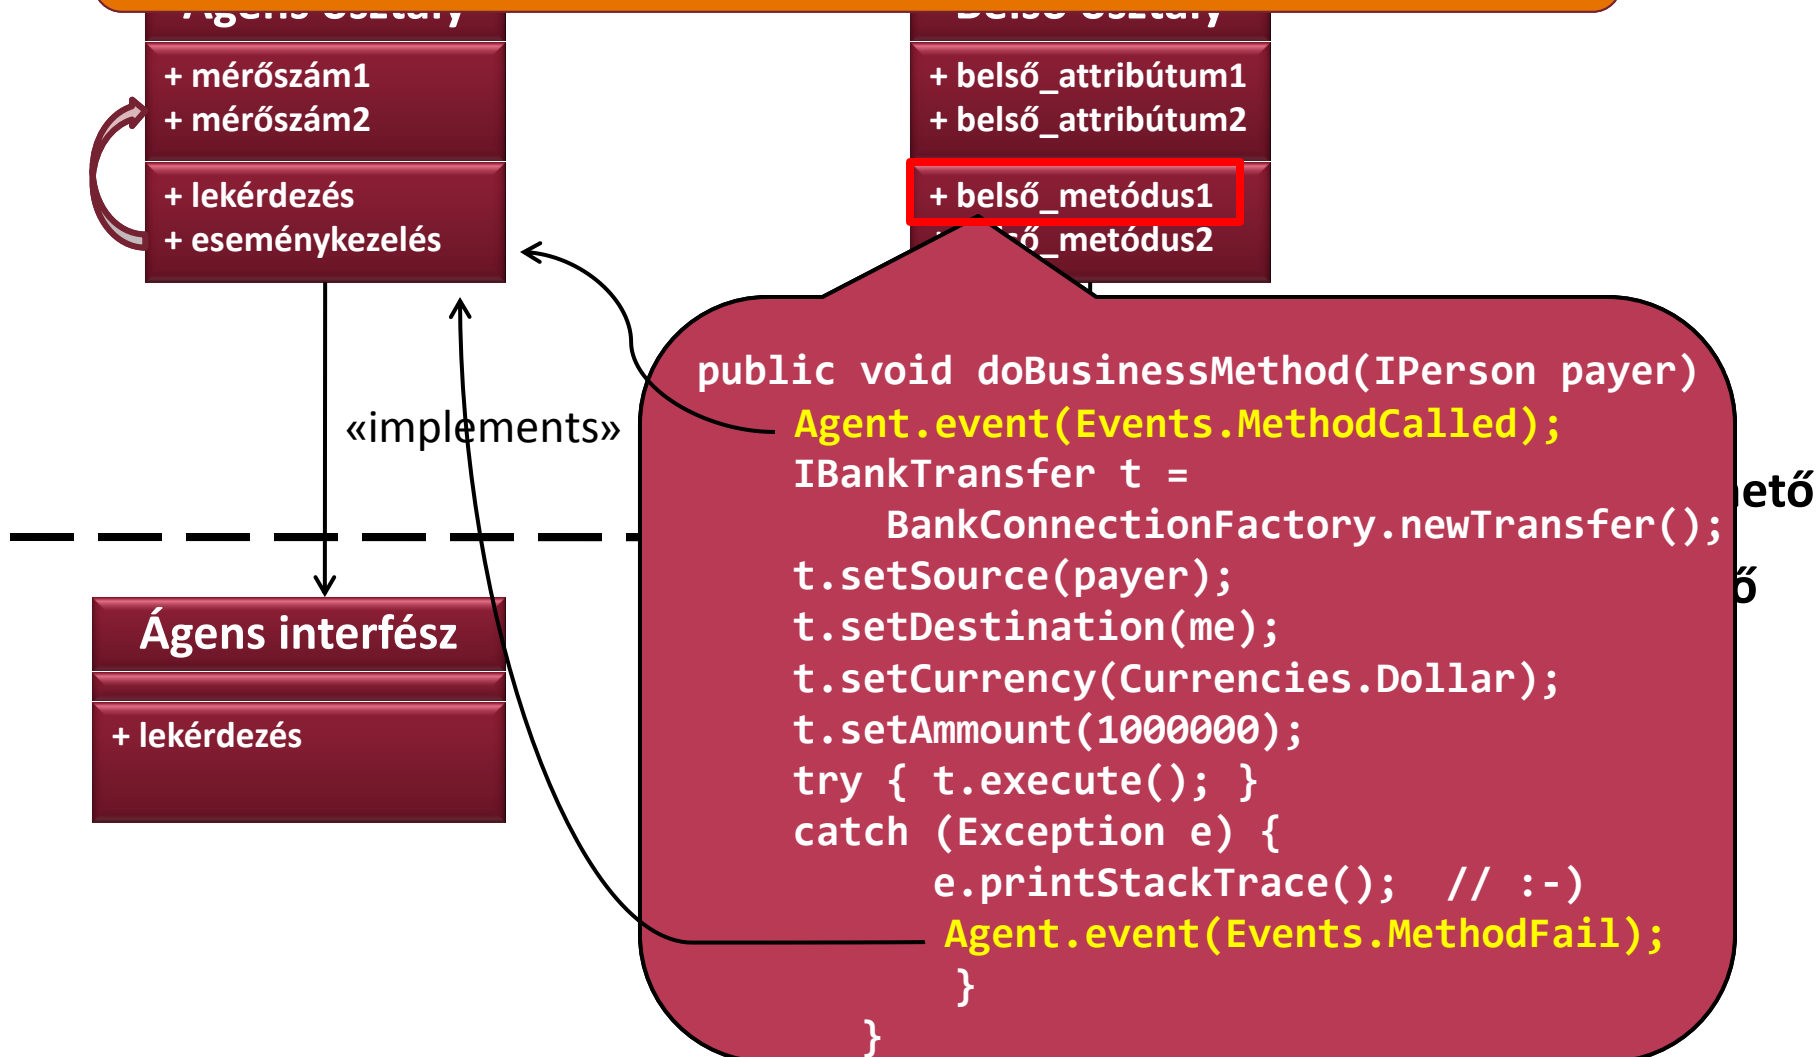 + mérőszám1
+ mérőszám2
+ lekérdezés
+ eseménykezelés
+ belső_attribútum1
+ belső_attribútum2
+ belső_metódus1
_metódus2
«implements»
public void doBusinessMethod(IPerson payer)
Agent.event(Events.MethodCalled);
IBankTransfer t =
BankConnectionFactory.newTransfer();
t.setSource(payer);
t.setDestination(me);
t.setCurrency(Currencies.Dollar);
t.setAmmount(1000000);
try { t.execute(); }
catch (Exception e) {
e.printStackTrace();  // :-)
Agent.event(Events.MethodFail);
}
}
Ágens interfész
+ lekérdezés